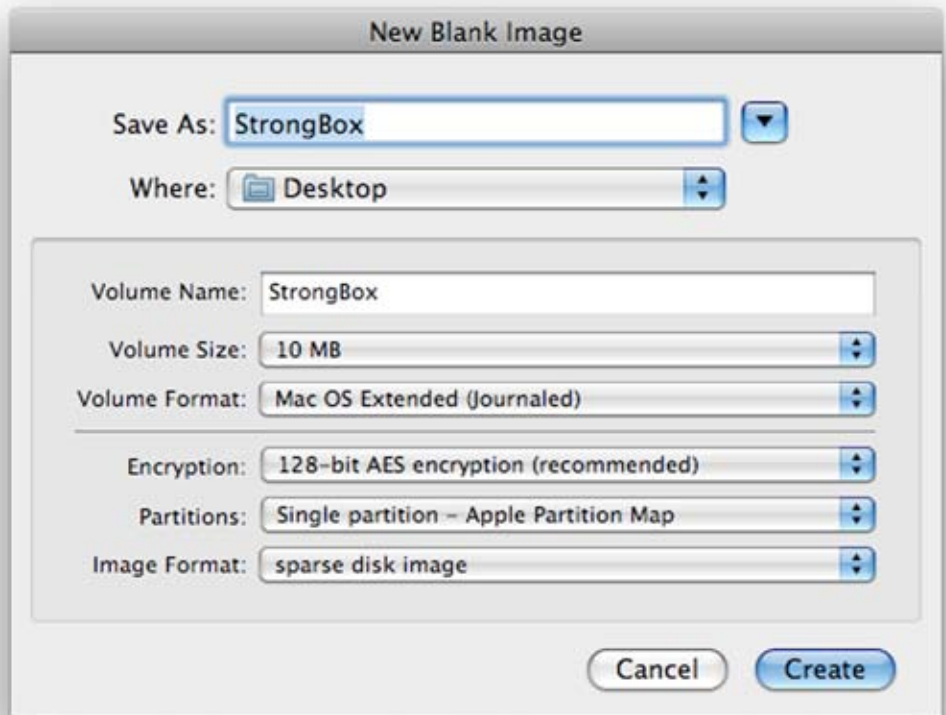 New Blank Image
Save As: StrongBox
Where: Desktop
Volume Name: StrongBox
Volume Size: 10 MB
Volume Format: Mac OS Extended (Journaled)
Encryption: 128-bit AES encryption (recommended)
Partitions: Single partition – Apple Partition Map
Image Format: sparse disk image
Cancel Create